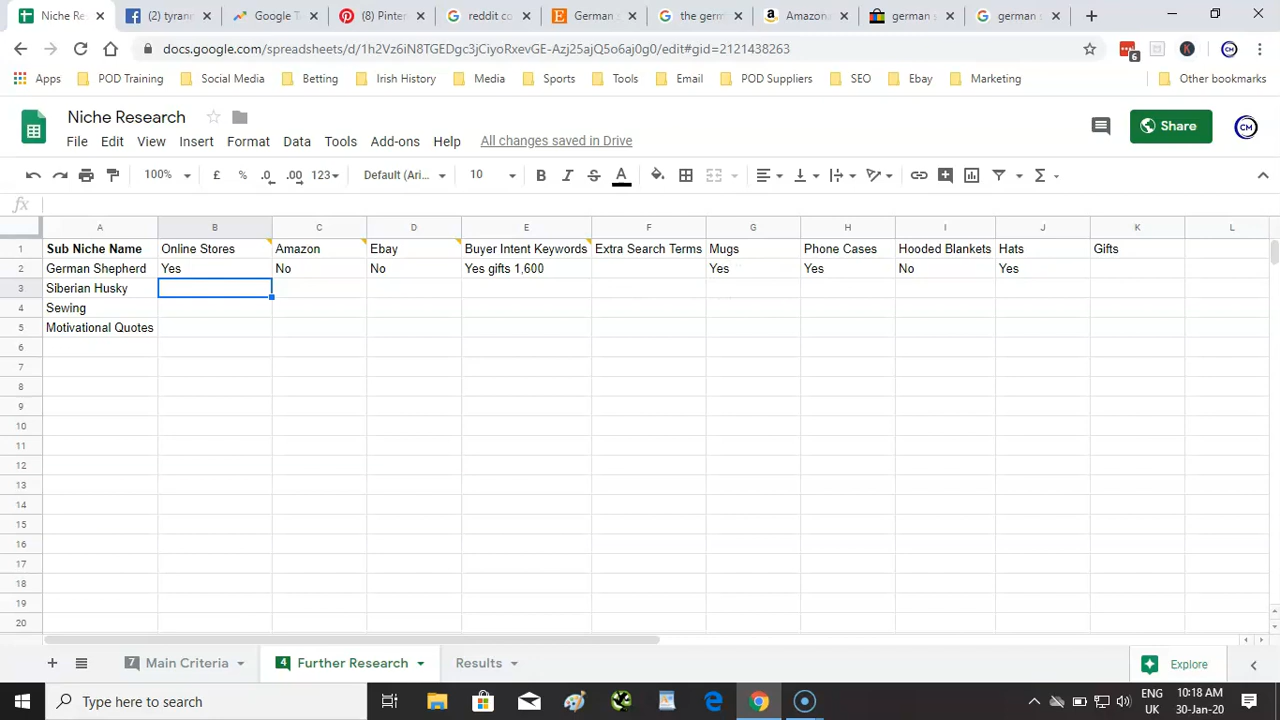 Niche Res
(2) tyrad
Google T
(8) Pinter
reddit co
German S
the germ
Amazon
german s
german s
docs.google.com/spreadsheets/d/1h2Vz6iN8TGEDgc3jCiyoRxevGE-Azj25ajQ5o6aj0g0/edit#gid=2121438263
6
K
CM
Apps POD Training Social Media Betting Irish History Media Sports Tools Email POD Suppliers SEO Ebay Marketing Other bookmarks
Niche Research
File Edit View Insert Format Data Tools Add-ons Help All changes saved in Drive
Share
CM
100% £ % .0 .00 123 Default (Ari... 10 B I S A Σ
fx
A B C D E F G H I J K L
1 Sub Niche Name Online Stores Amazon Ebay Buyer Intent Keywords Extra Search Terms Mugs Phone Cases Hooded Blankets Hats Gifts
2 German Shepherd Yes No No Yes gifts 1,600 Yes Yes No Yes
3 Siberian Husky
4 Sewing
5 Motivational Quotes
6
7
8
9
10
11
12
13
14
15
16
17
18
19
20
7 Main Criteria 4 Further Research Results Explore
Type here to search
ENG 10:18 AM
UK 30-Jan-20